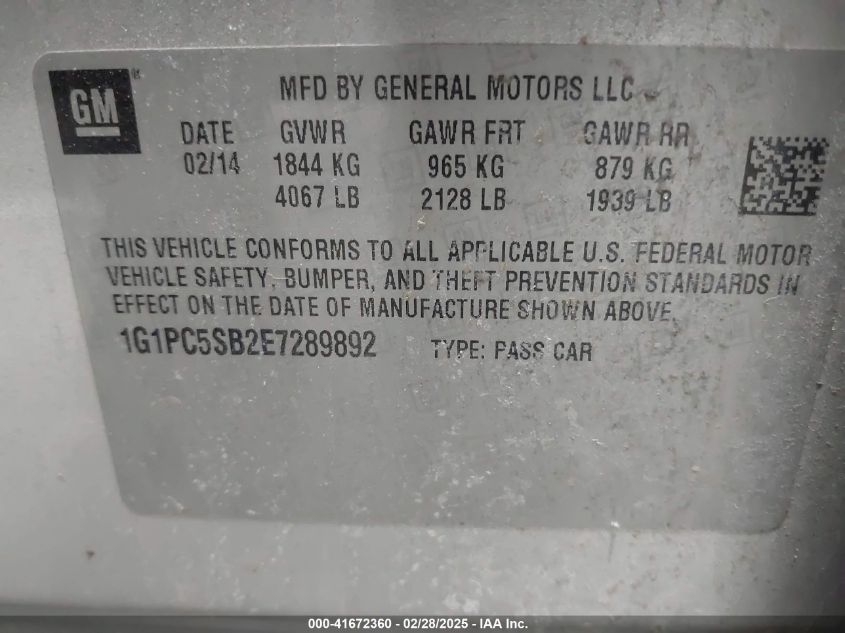 GM ®
MFD BY GENERAL MOTORS LLC
DATE GVWR GAWR FRT GAWR RR
02/14 1844 KG 965 KG 879 KG
4067 LB 2128 LB 1939 LB
THIS VEHICLE CONFORMS TO ALL APPLICABLE U.S. FEDERAL MOTOR
VEHICLE SAFETY, BUMPER, AND THEFT PREVENTION STANDARDS IN
EFFECT ON THE DATE OF MANUFACTURE SHOWN ABOVE.
1G1PC5SB2E7289892 TYPE: PASS CAR
000-41672360 - 02/28/2025 - IAA Inc.